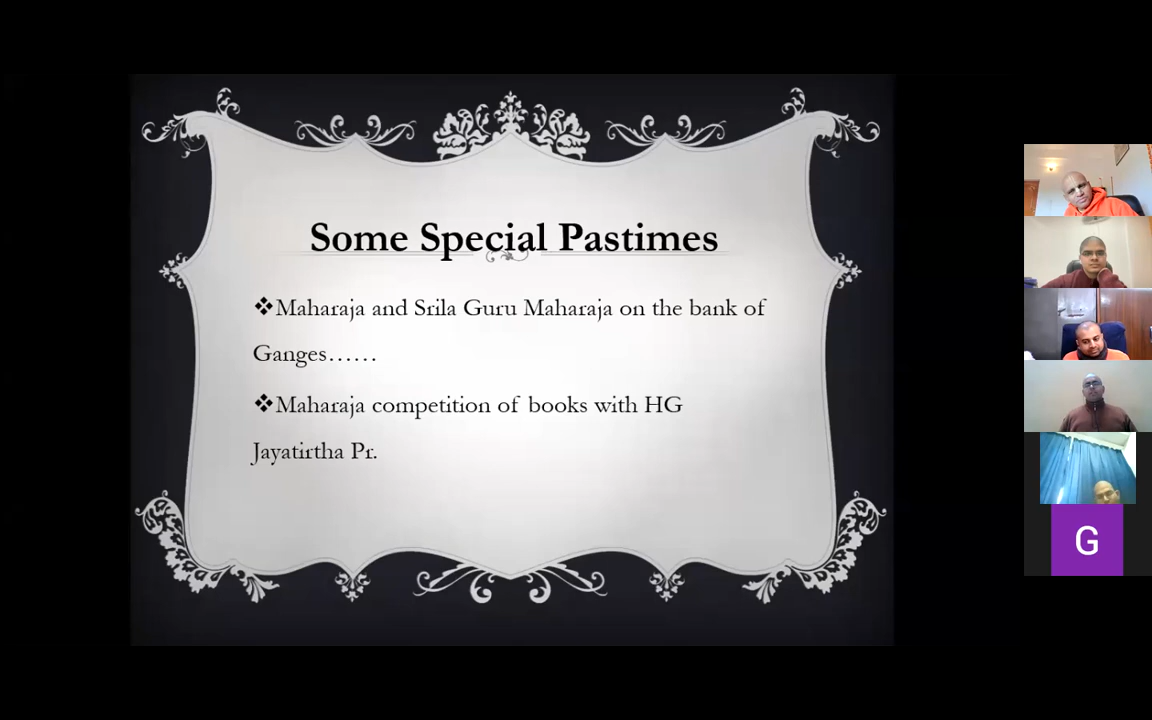 Some Special Pastimes
❖Maharaja and Srila Guru Maharaja on the bank of
Ganges……
❖Maharaja competition of books with HG
Jayatirtha Pr.
G